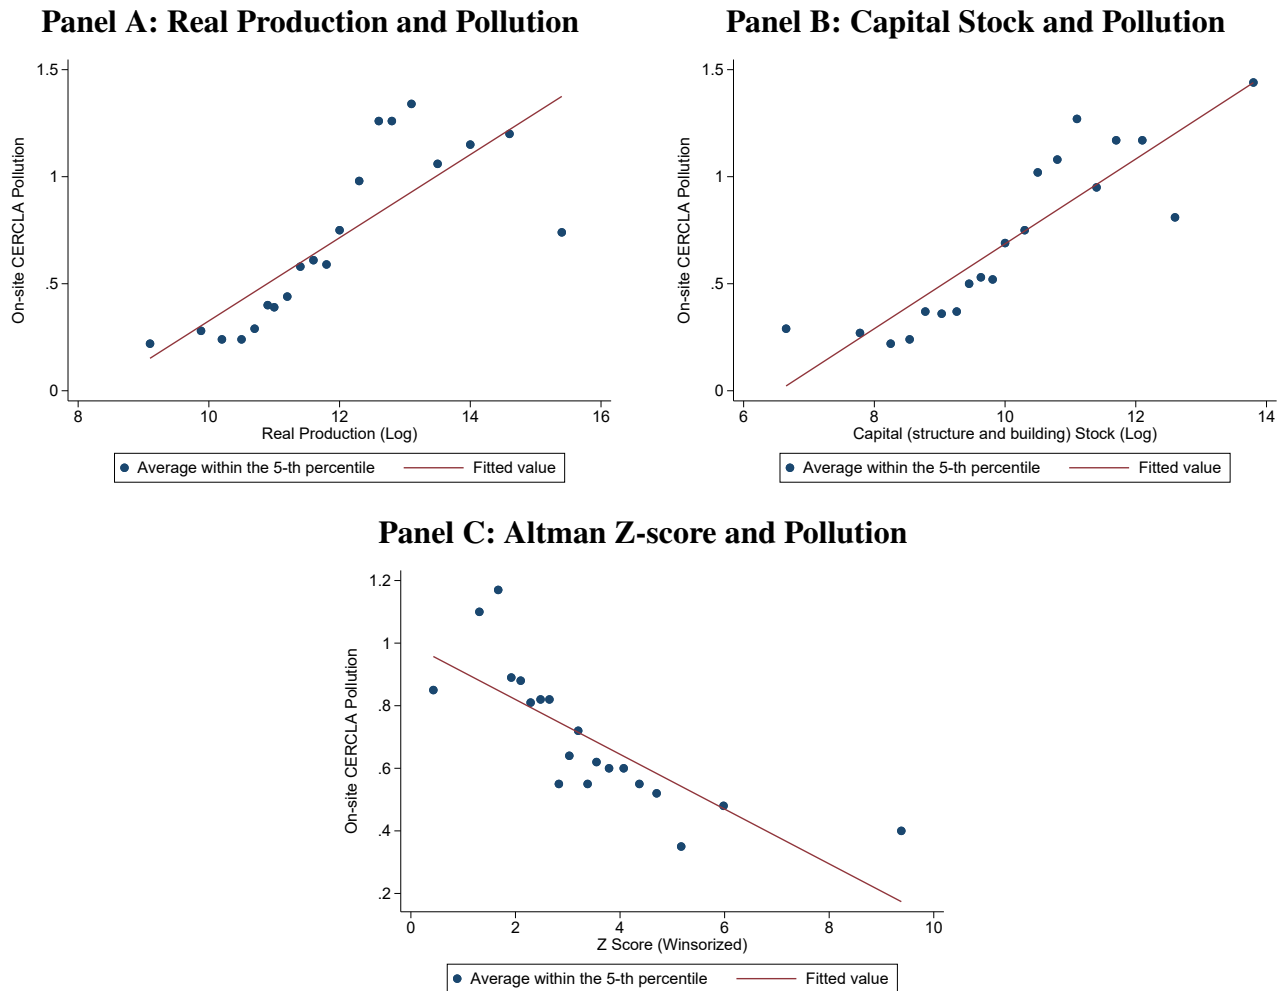 Panel A: Real Production and Pollution
On-site CERCLA Pollution
1.5
1
.5
0
8 10 12 14 16
Real Production (Log)
Average within the 5-th percentile Fitted value
Panel B: Capital Stock and Pollution
On-site CERCLA Pollution
1.5
1
.5
0
6 8 10 12 14
Capital (structure and building) Stock (Log)
Average within the 5-th percentile Fitted value
Panel C: Altman Z-score and Pollution
On-site CERCLA Pollution
1.2
1
.8
.6
.4
.2
0 2 4 6 8 10
Z Score (Winsorized)
Average within the 5-th percentile Fitted value